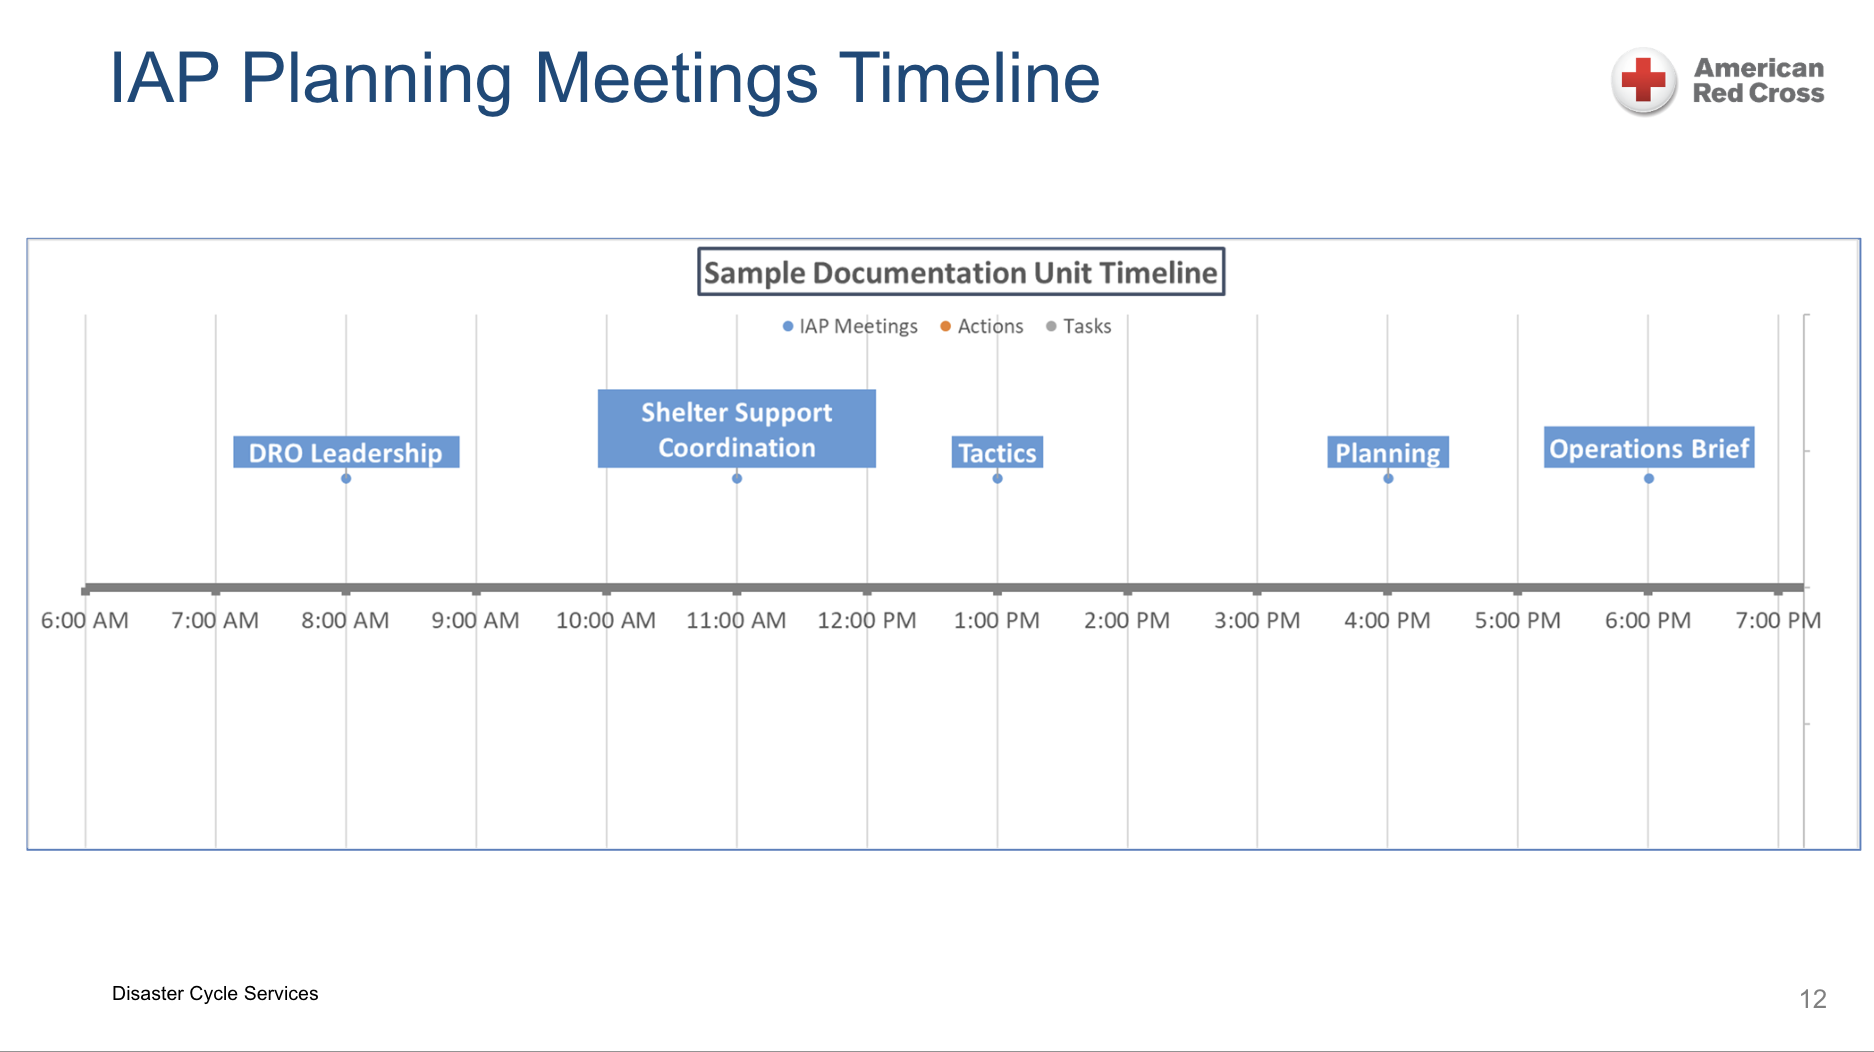 IAP Planning Meetings Timeline
American
Red Cross
Sample Documentation Unit Timeline
IAP Meetings Actions Tasks
DRO Leadership
Shelter Support
Coordination
Tactics
Planning
Operations Brief
6:00 AM 7:00 AM 8:00 AM 9:00 AM 10:00 AM 11:00 AM 12:00 PM 1:00 PM 2:00 PM 3:00 PM 4:00 PM 5:00 PM 6:00 PM 7:00 PM
Disaster Cycle Services
12